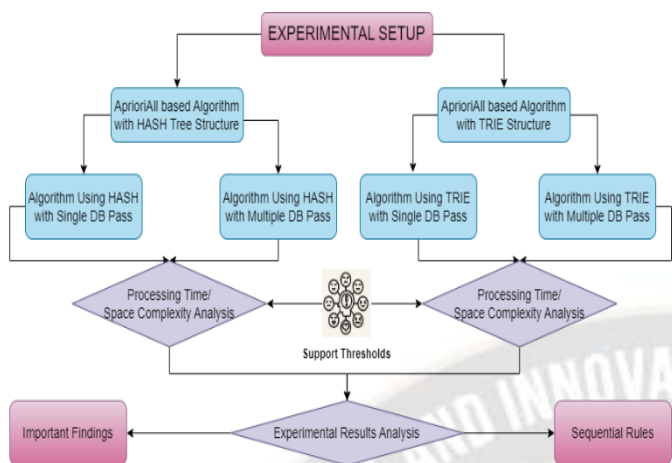 EXPERIMENTAL SETUP
AprioriAll based Algorithm
with HASH Tree Structure
AprioriAll based Algorithm
with TRIE Structure
Algorithm Using HASH
with Single DB Pass
Algorithm Using HASH
with Multiple DB Pass
Algorithm Using TRIE
with Single DB Pass
Algorithm Using TRIE
with Multiple DB Pass
Processing Time/
Space Complexity Analysis
Support Thresholds
Processing Time/
Space Complexity Analysis
Important Findings
Experimental Results Analysis
Sequential Rules
AND INNOVA